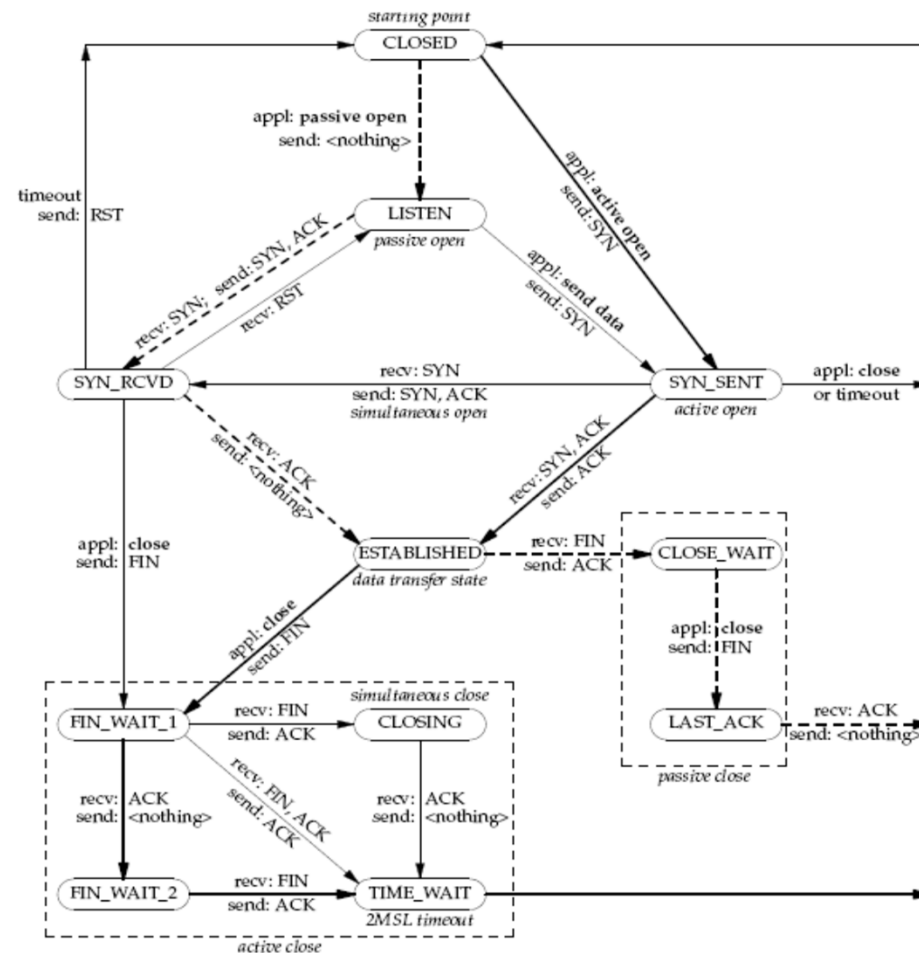 starting point
CLOSED
appl: passive open
send: <nothing>
appl: active open
send: SYN
timeout
send: RST
LISTEN
passive open
recv: SYN; send: SYN, ACK
recv: RST
appl: send data
send: SYN
SYN_RCVD
recv: SYN
send: SYN, ACK
simultaneous open
SYN_SENT
active open
appl: close
or timeout
recv: ACK
send: <nothing>
recv: SYN, ACK
send: ACK
appl: close
send: FIN
ESTABLISHED
data transfer state
recv: FIN
send: ACK
CLOSE_WAIT
appl: close
send: FIN
appl: close
send: FIN
simultaneous close
FIN_WAIT_1
recv: FIN
send: ACK
CLOSING
LAST_ACK
recv: ACK
send: <nothing>
passive close
recv: ACK
send: <nothing>
recv: FIN, ACK
send: ACK
recv: ACK
send: <nothing>
FIN_WAIT_2
recv: FIN
send: ACK
TIME_WAIT
2MSL timeout
active close